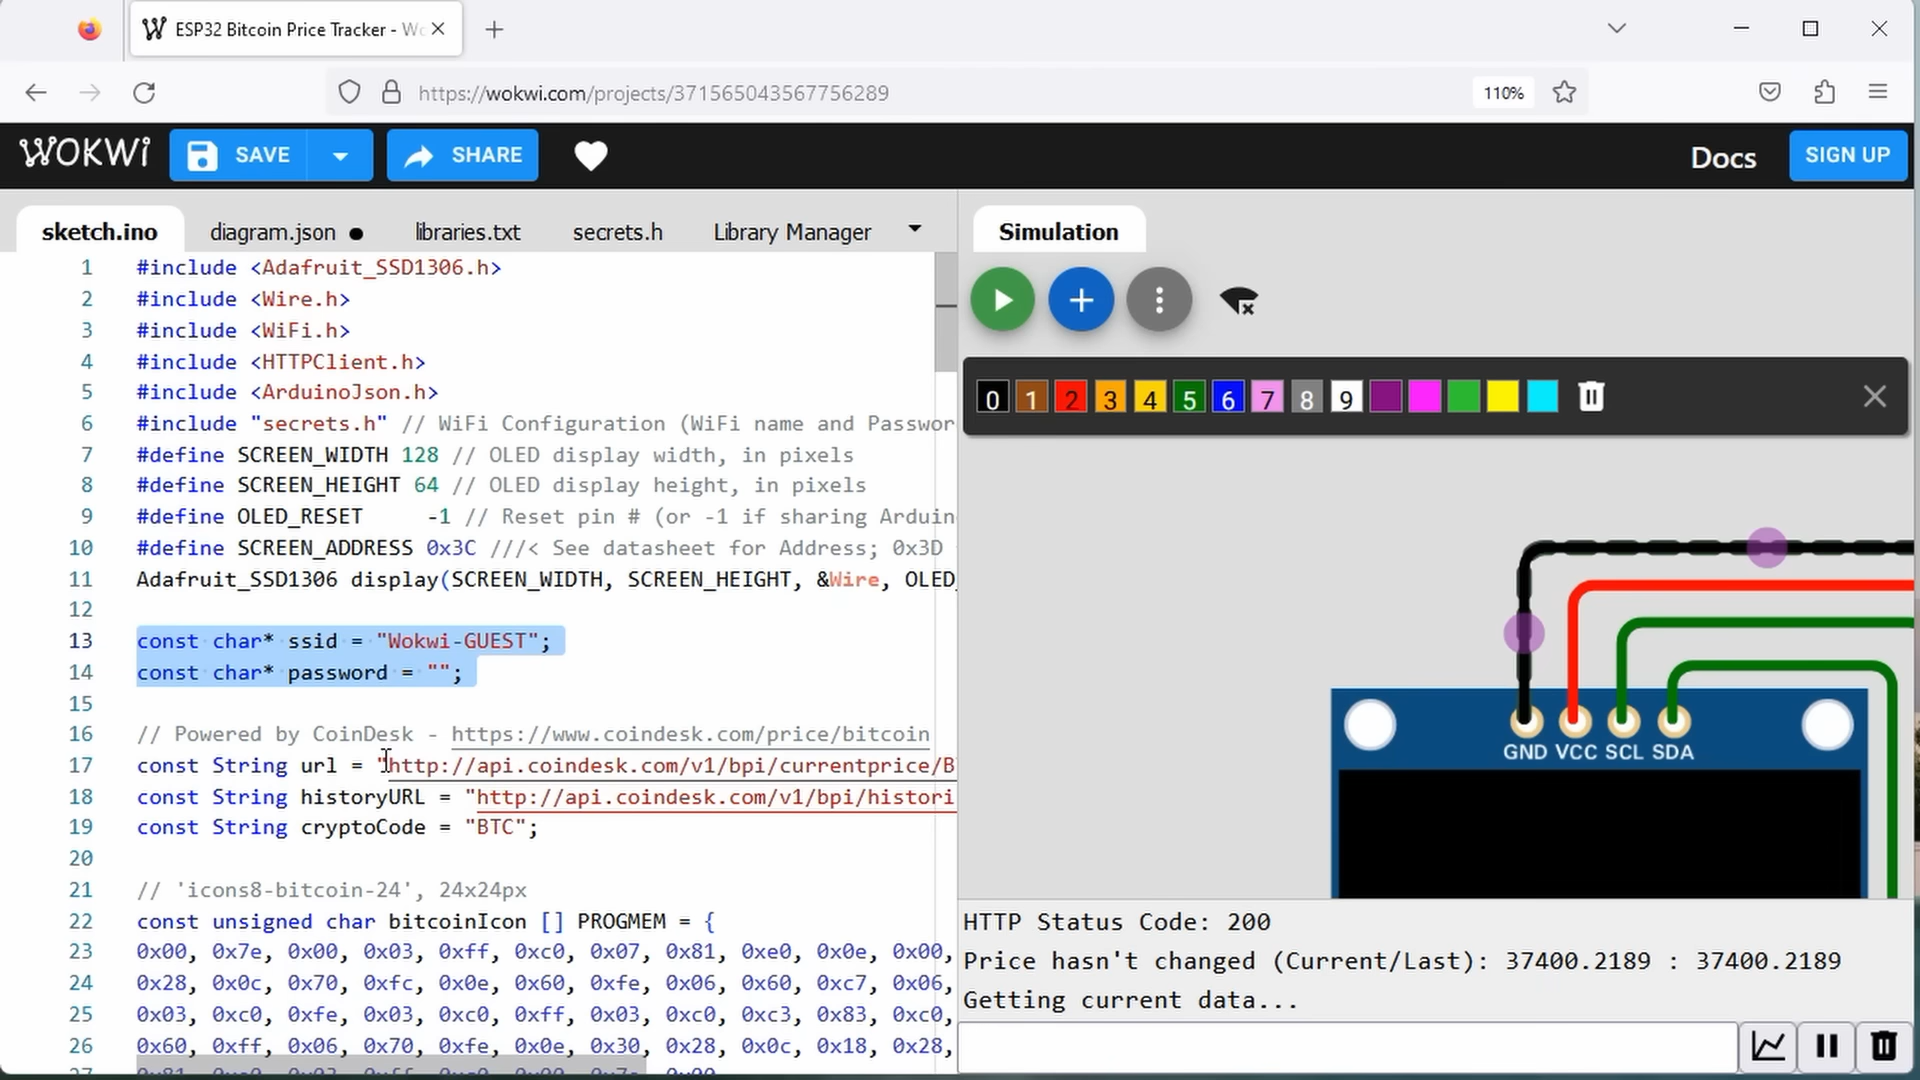 ESP32 Bitcoin Price Tracker - Wo
https://wokwi.com/projects/371565043567756289
110%
WOKWi
SAVE
SHARE
Docs
SIGN UP
sketch.ino
diagram.json
libraries.txt
secrets.h
Library Manager
1 #include <Adafruit_SSD1306.h>
2 #include <Wire.h>
3 #include <WiFi.h>
4 #include <HTTPClient.h>
5 #include <ArduinoJson.h>
6 #include "secrets.h" // WiFi Configuration (WiFi name and Passwor
7 #define SCREEN_WIDTH 128 // OLED display width, in pixels
8 #define SCREEN_HEIGHT 64 // OLED display height, in pixels
9 #define OLED_RESET     -1 // Reset pin # (or -1 if sharing Arduin
10 #define SCREEN_ADDRESS 0x3C ///< See datasheet for Address; 0x3D
11 Adafruit_SSD1306 display(SCREEN_WIDTH, SCREEN_HEIGHT, &Wire, OLED_
12
13 const char* ssid = "Wokwi-GUEST";
14 const char* password = "";
15
16 // Powered by CoinDesk - https://www.coindesk.com/price/bitcoin
17 const String url = "http://api.coindesk.com/v1/bpi/currentprice/B
18 const String historyURL = "http://api.coindesk.com/v1/bpi/histori
19 const String cryptoCode = "BTC";
20
21 // 'icons8-bitcoin-24', 24x24px
22 const unsigned char bitcoinIcon [] PROGMEM = {
23 0x00, 0x7e, 0x00, 0x03, 0xff, 0xc0, 0x07, 0x81, 0xe0, 0x0e, 0x00,
24 0x28, 0x0c, 0x70, 0xfc, 0x0e, 0x60, 0xfe, 0x06, 0x60, 0xc7, 0x06,
25 0x03, 0xc0, 0xfe, 0x03, 0xc0, 0xff, 0x03, 0xc0, 0xc3, 0x83, 0xc0,
26 0x60, 0xff, 0x06, 0x70, 0xfe, 0x0e, 0x30, 0x28, 0x0c, 0x18, 0x28,
Simulation
0 1 2 3 4 5 6 7 8 9
GND VCC SCL SDA
HTTP Status Code: 200
Price hasn't changed (Current/Last): 37400.2189 : 37400.2189
Getting current data...